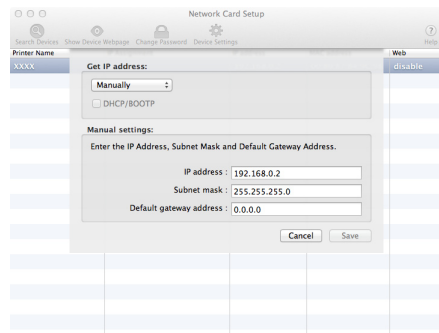 Network Card Setup
Search Devices Show Device Webpage Change Password Device Settings Help
Printer Name Web
XXXX disable
Get IP address:
Manually
DHCP/BOOTP
Manual settings:
Enter the IP Address, Subnet Mask and Default Gateway Address.
IP address : 192.168.0.2
Subnet mask : 255.255.255.0
Default gateway address : 0.0.0.0
Cancel Save